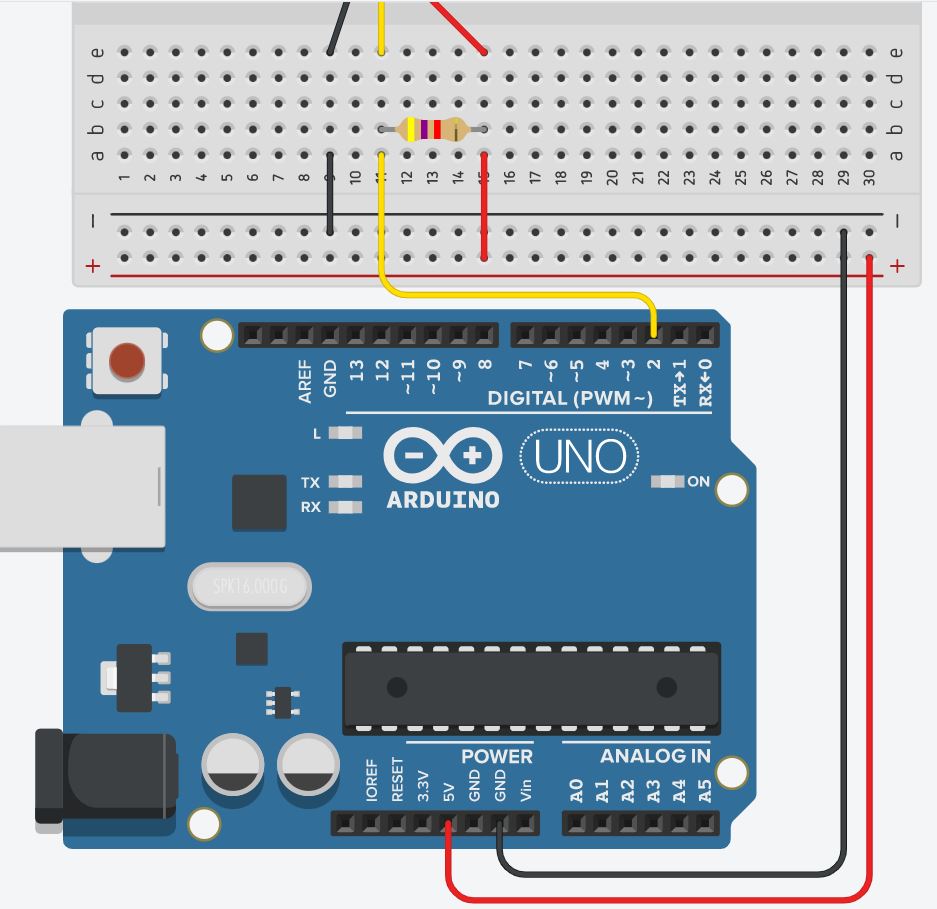 e e
d d
c c
b b
a a
1 2 3 4 5 6 7 8 9 10 11 12 13 14 15 16 17 18 19 20 21 22 23 24 25 26 27 28 29 30
− −
+ +
AREF GND 13 12 ~11 ~10 ~9 8 7 ~6 ~5 4 ~3 2 TX→1 RX←0
DIGITAL (PWM~)
L
TX
RX
ARDUINO
UNO
ON
SPK16.000G
POWER
ANALOG IN
IOREF RESET 3.3V 5V GND GND Vin A0 A1 A2 A3 A4 A5